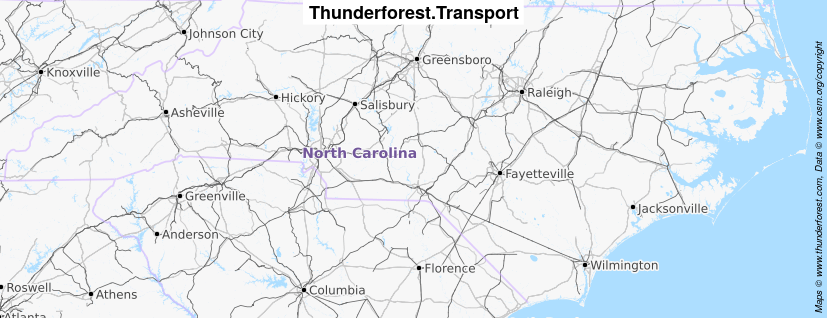 Thunderforest.Transport
Johnson City
Greensboro
Knoxville
Hickory
Salisbury
Raleigh
Asheville
North Carolina
Fayetteville
Greenville
Jacksonville
Anderson
Wilmington
Florence
Roswell
Athens
Columbia
Atlanta
Maps © www.thunderforest.com, Data © www.osm.org/copyright